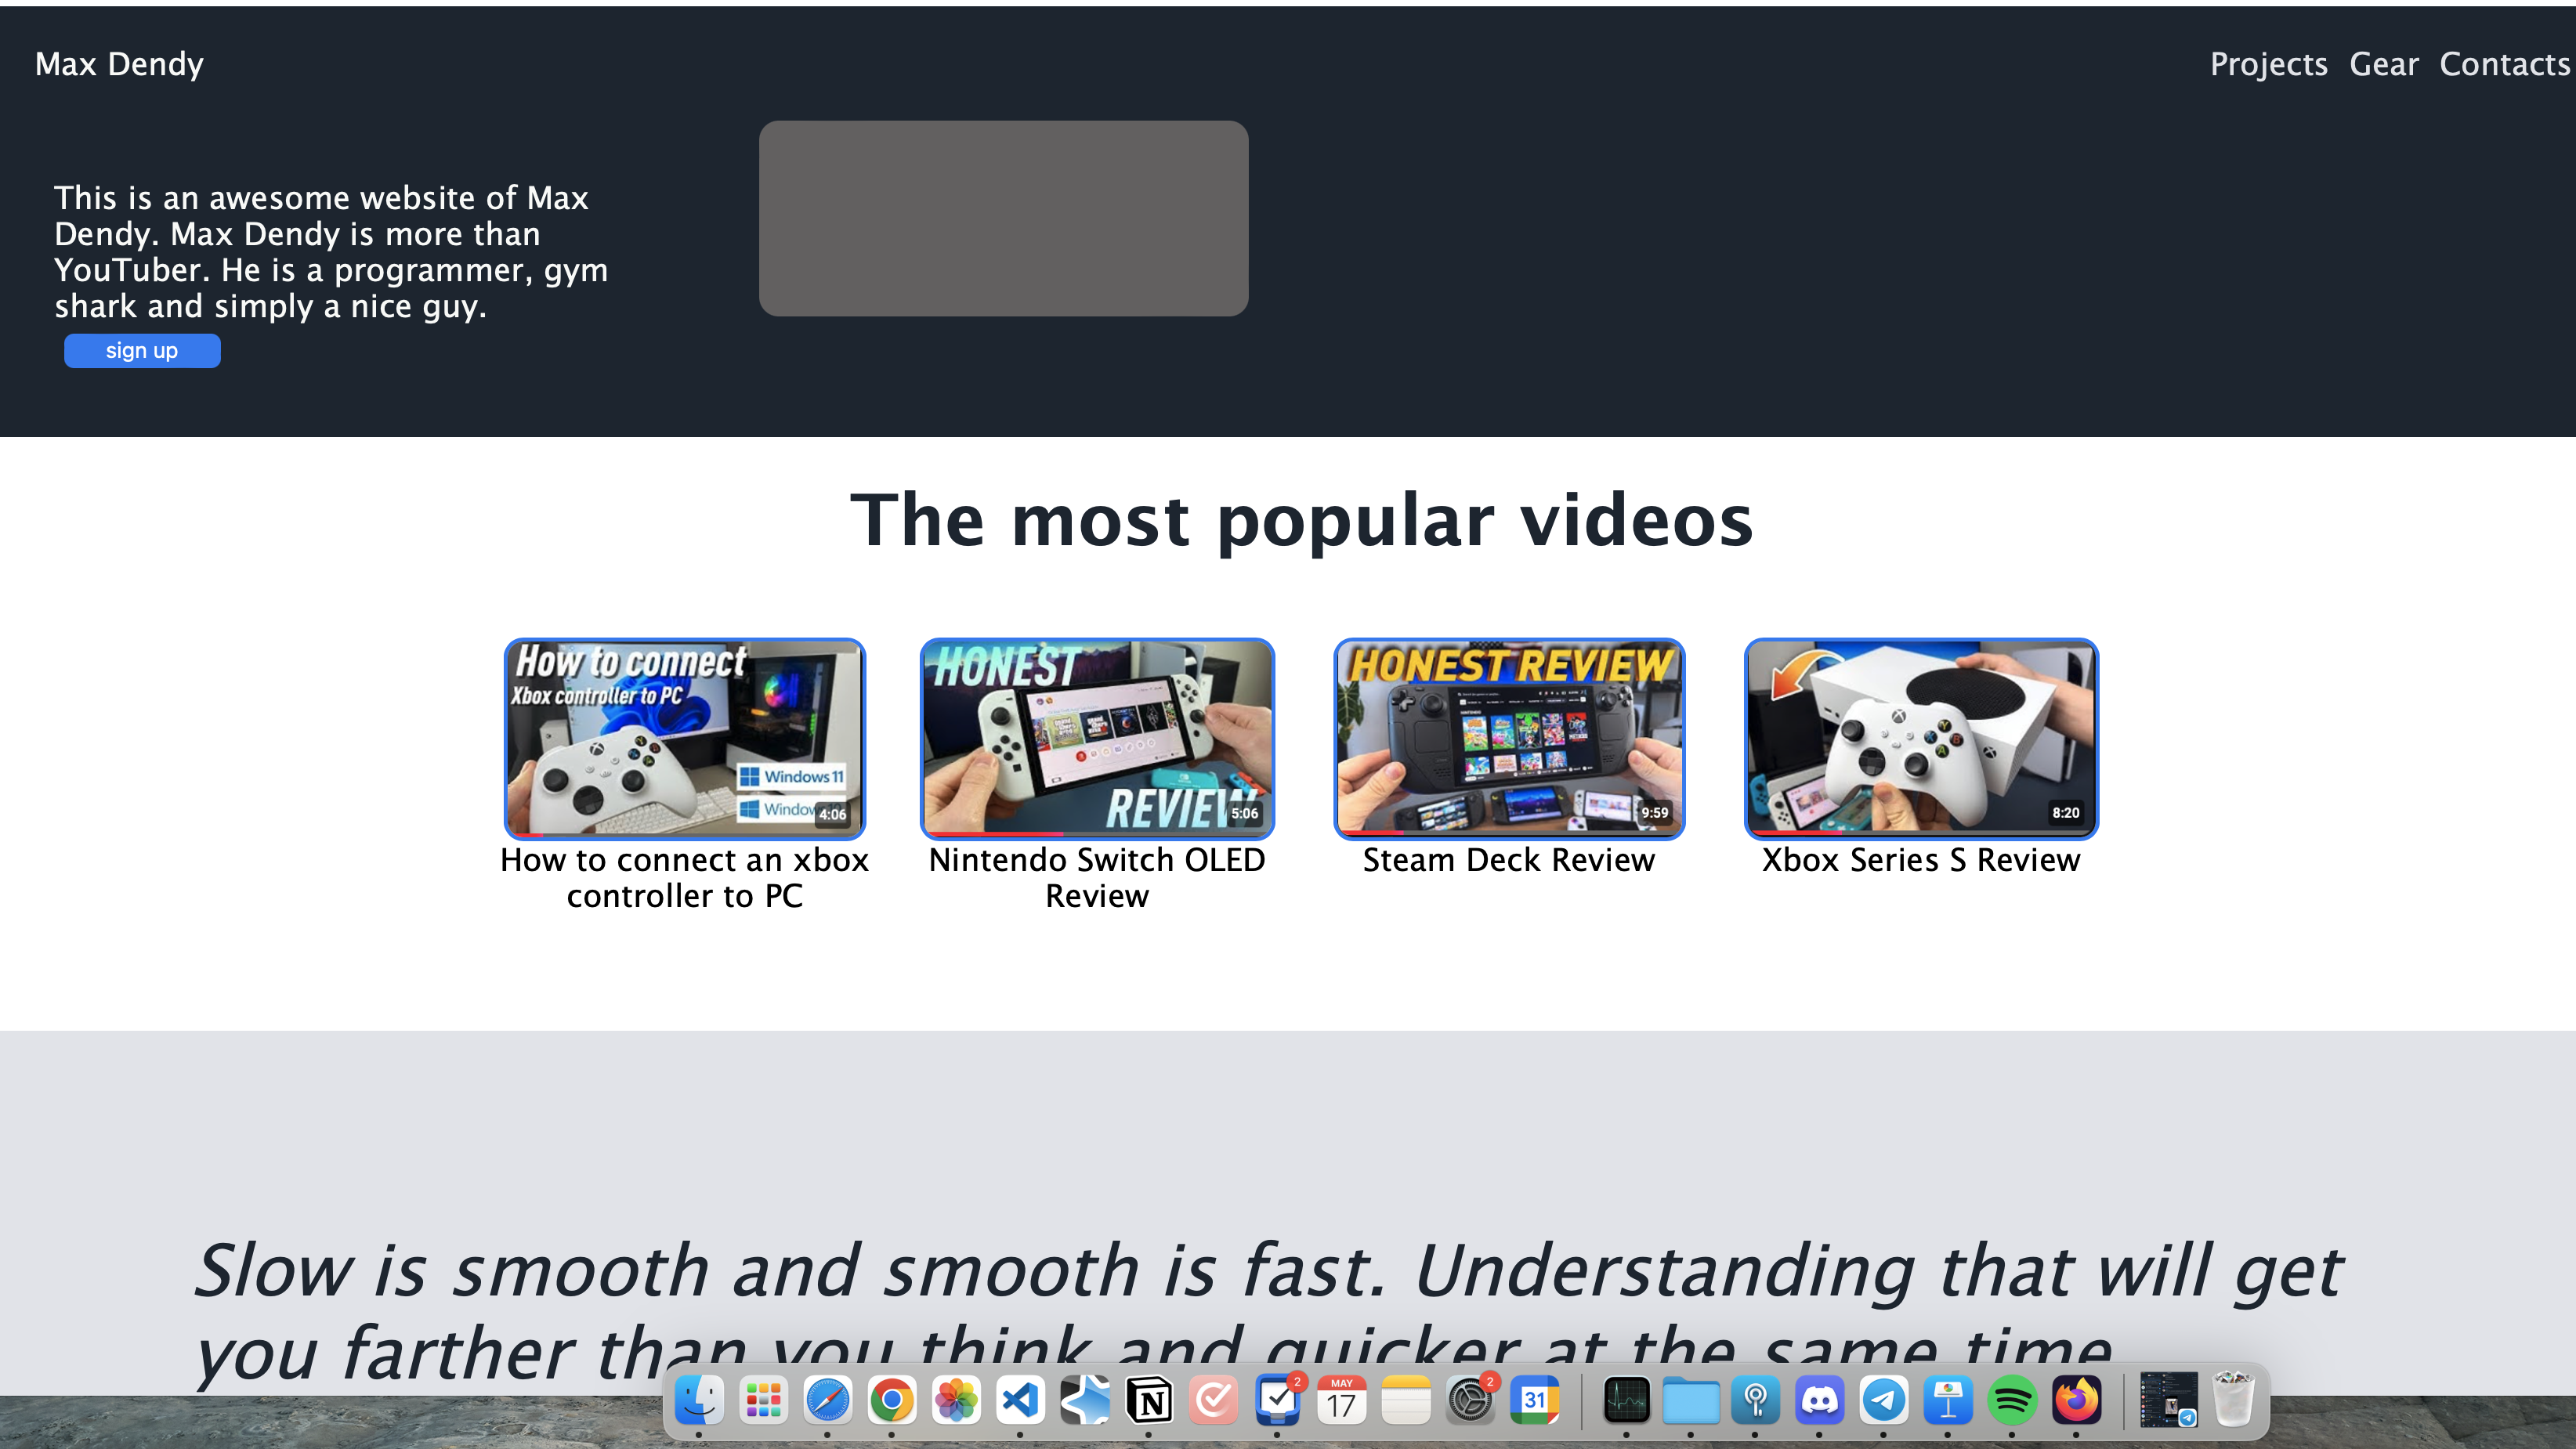 Max Dendy
Projects Gear Contacts
This is an awesome website of Max
Dendy. Max Dendy is more than
YouTuber. He is a programmer, gym
shark and simply a nice guy.
sign up
The most popular videos
How to connect
Xbox controller to PC
Windows 11
4:06
How to connect an xbox
controller to PC
HONEST
REVIEW
5:06
Nintendo Switch OLED
Review
HONEST REVIEW
9:59
Steam Deck Review
8:20
Xbox Series S Review
Slow is smooth and smooth is fast. Understanding that will get
you farther than you think and quicker at the same time
2
MAY
17
2
31